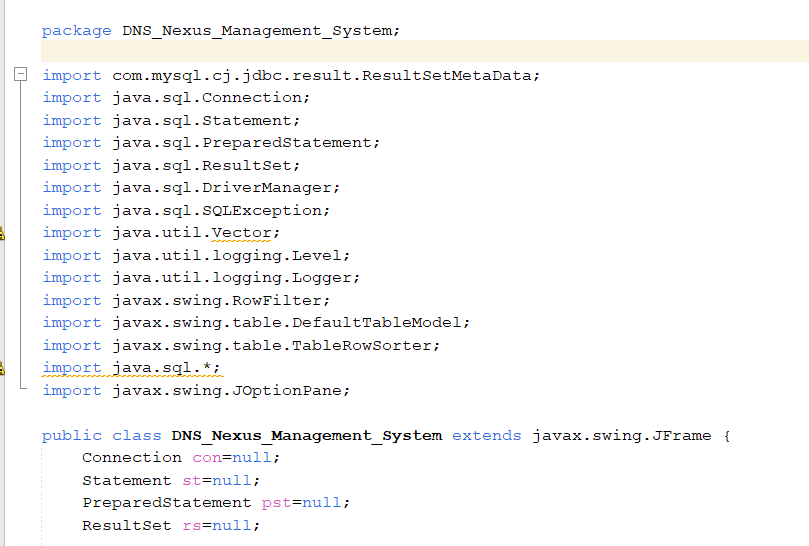 package DNS_Nexus_Management_System;
import com.mysql.cj.jdbc.result.ResultSetMetaData;
import java.sql.Connection;
import java.sql.Statement;
import java.sql.PreparedStatement;
import java.sql.ResultSet;
import java.sql.DriverManager;
import java.sql.SQLException;
import java.util.Vector;
import java.util.logging.Level;
import java.util.logging.Logger;
import javax.swing.RowFilter;
import javax.swing.table.DefaultTableModel;
import javax.swing.table.TableRowSorter;
import java.sql.*;
import javax.swing.JOptionPane;
public class DNS_Nexus_Management_System extends javax.swing.JFrame {
Connection con=null;
Statement st=null;
PreparedStatement pst=null;
ResultSet rs=null;